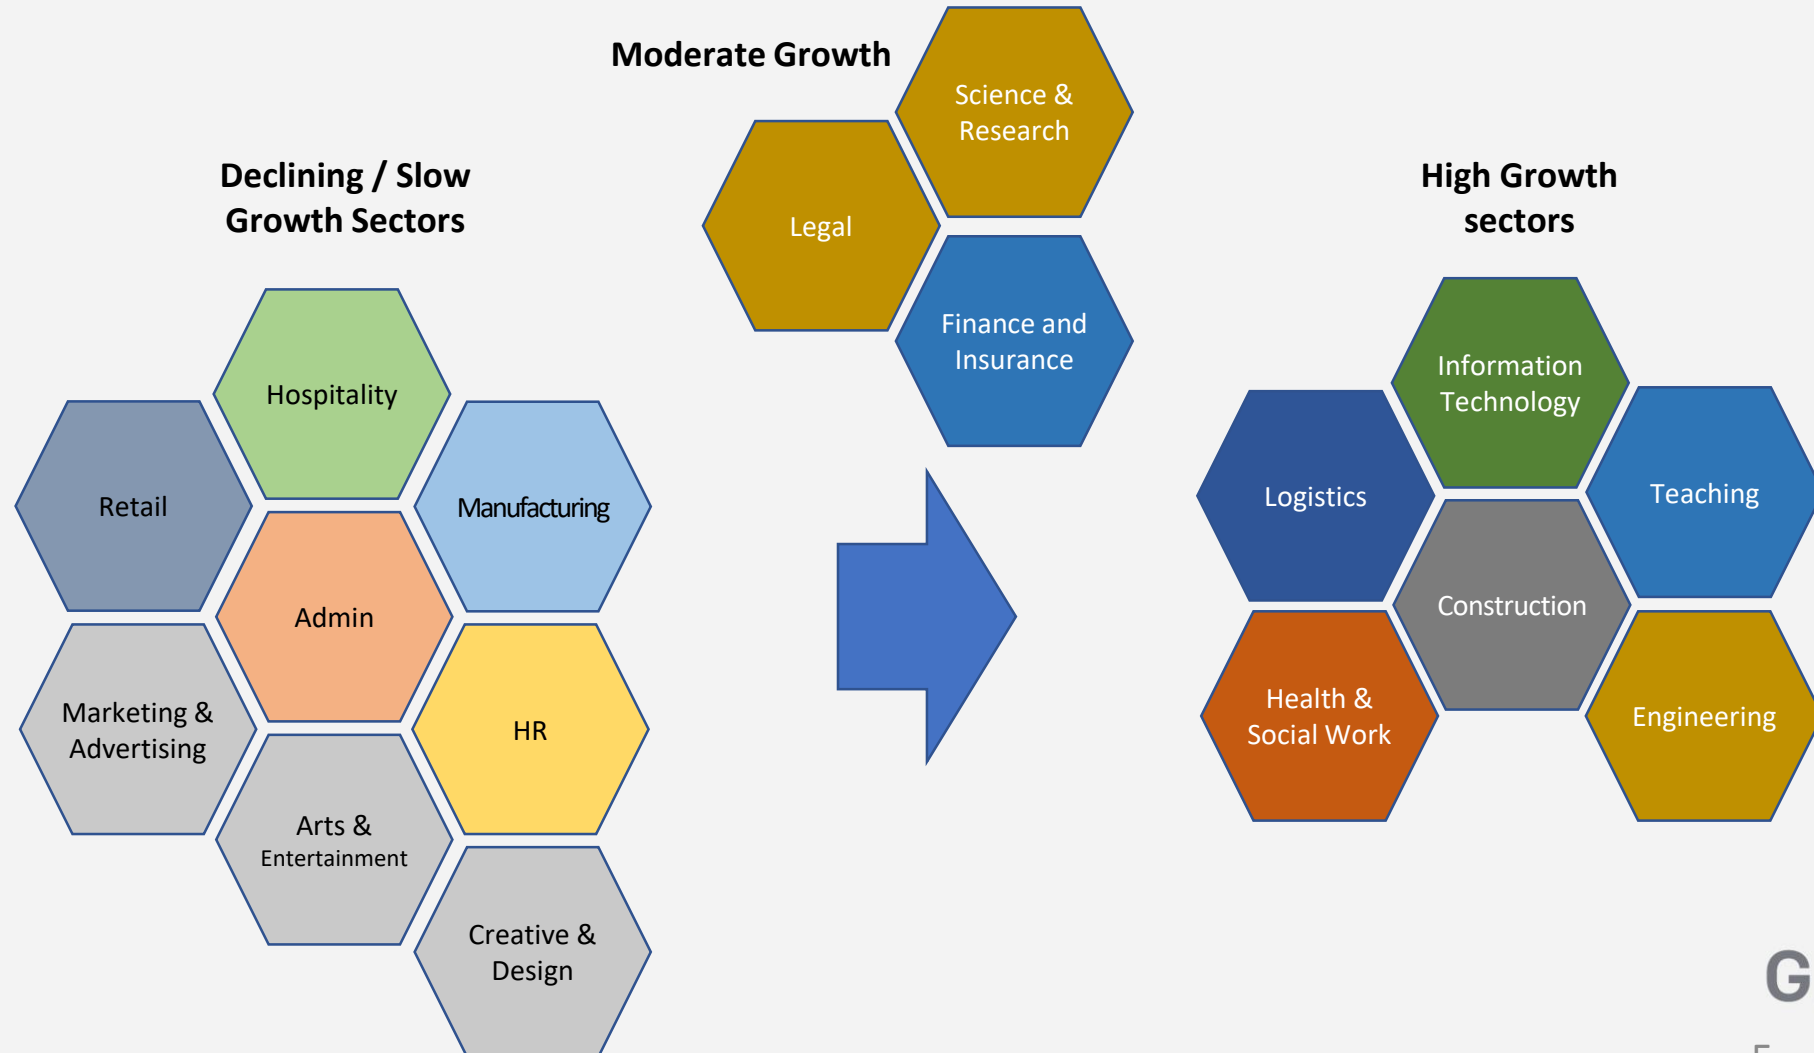 Moderate Growth
Science &
Research
Legal
Finance and
Insurance
Declining / Slow
Growth Sectors
Hospitality
Retail
Manufacturing
Admin
Marketing &
Advertising
HR
Arts &
Entertainment
Creative &
Design
High Growth
sectors
Information
Technology
Logistics
Teaching
Construction
Health &
Social Work
Engineering
G